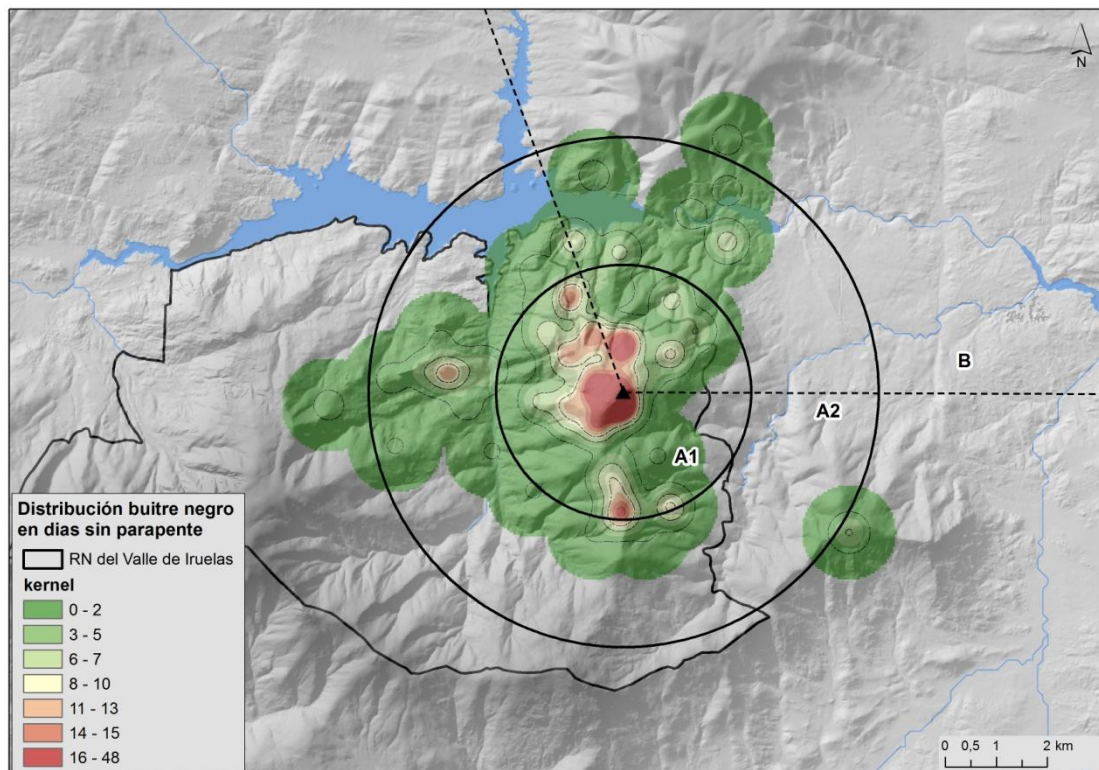 N
B
A2
A1
Distribución buitre negro
en dias sin parapente
RN del Valle de Iruelas
kernel
0 - 2
3 - 5
6 - 7
8 - 10
11 - 13
14 - 15
16 - 48
0 0,5 1 2 km